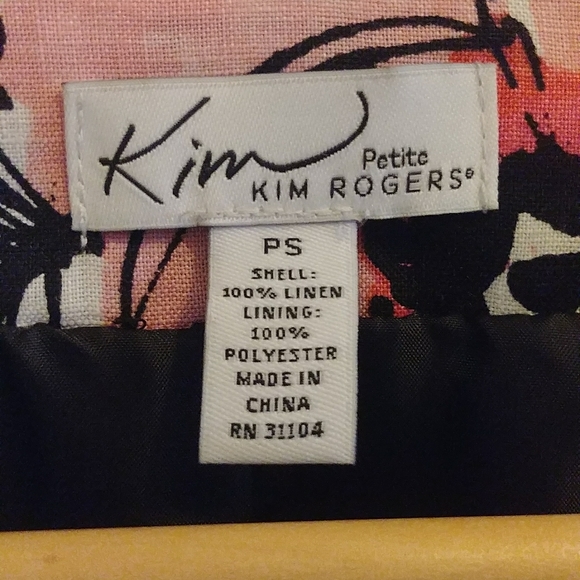 Kim
Petite
KIM ROGERS®
PS
SHELL:
100% LINEN
LINING:
100%
POLYESTER
MADE IN
CHINA
RN 31104